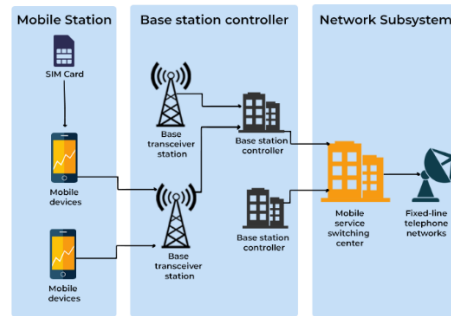 Mobile Station
Base station controller
Network Subsystem
SIM Card
Base
transceiver
station
Base station
controller
Mobile
devices
Base
transceiver
station
Base station
controller
Mobile
service
switching
center
Fixed-line
telephone
networks
Mobile
devices